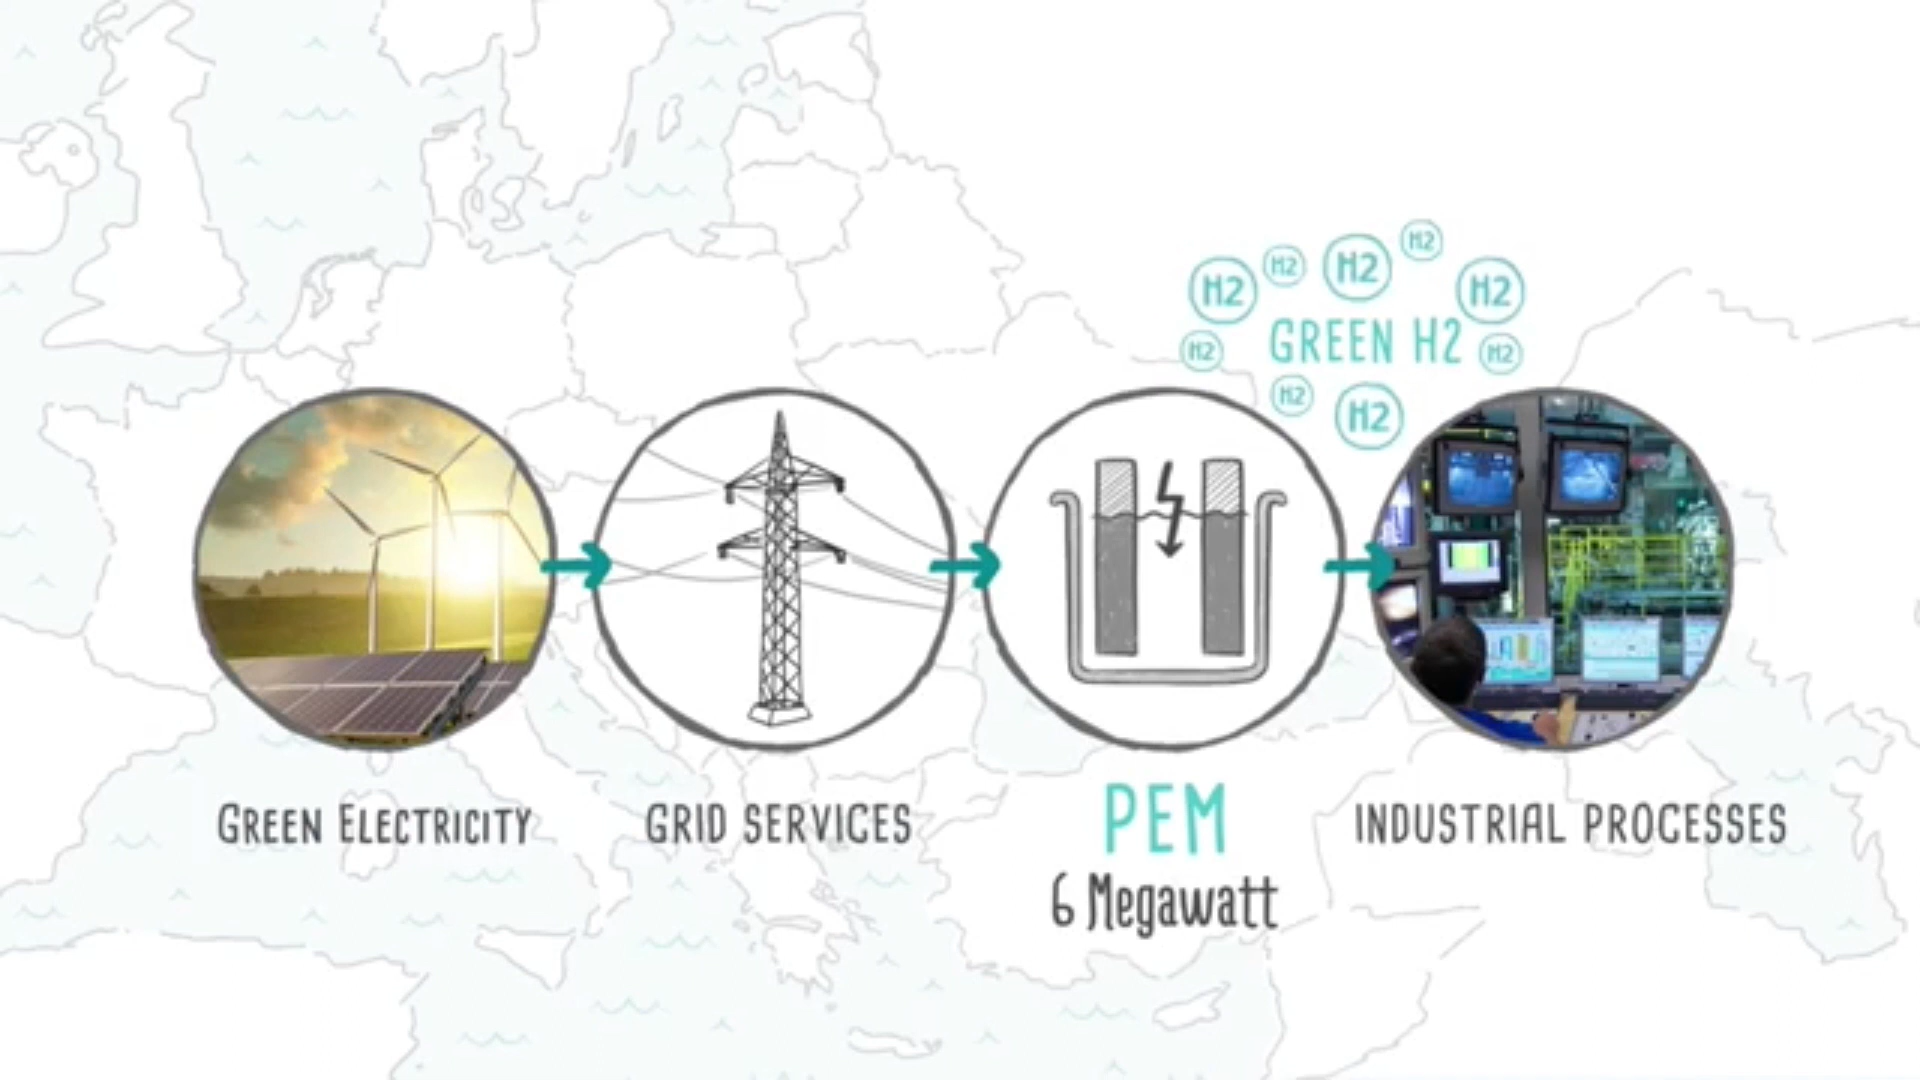 H2
H2
H2
H2
H2
H2
GREEN H2
H2
H2
H2
GREEN ELECTRICITY
GRID SERVICES
PEM
6 Megawatt
INDUSTRIAL PROCESSES